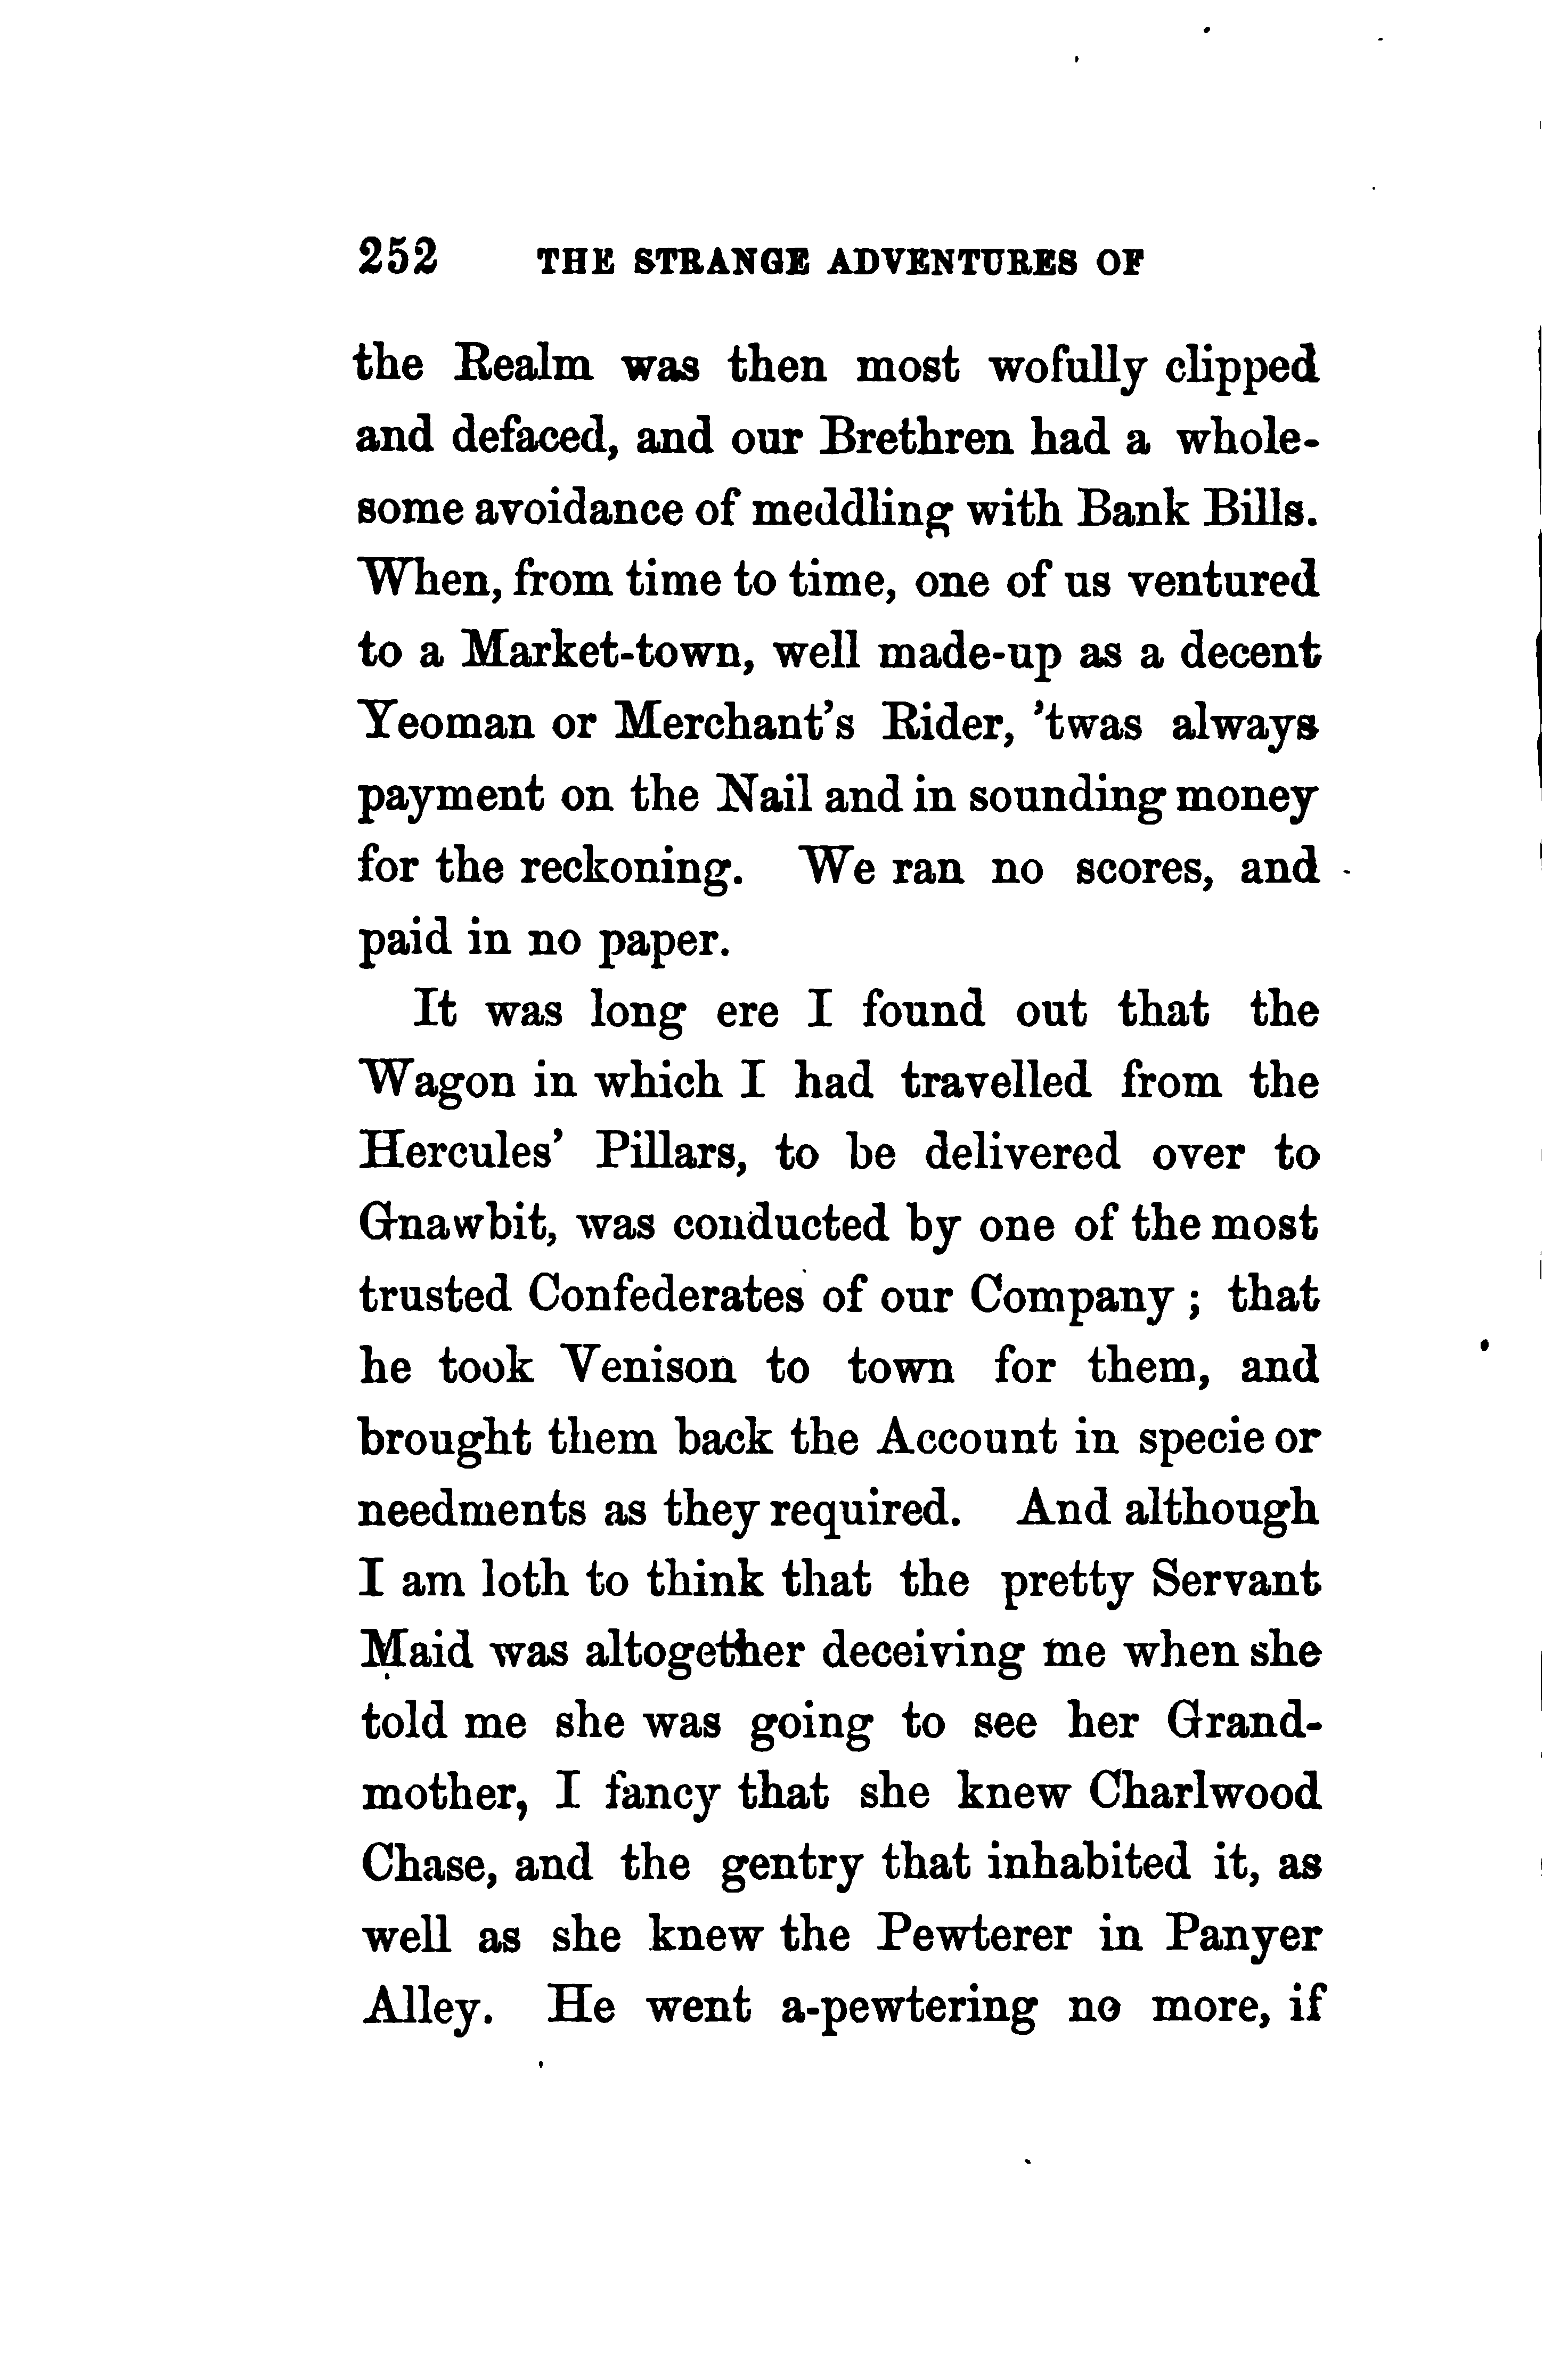 252 THE STRANGE ADVENTURES OF
the Realm was then most wofully clipped
and defaced, and our Brethren had a whole-
some avoidance of meddling with Bank Bills.
When, from time to time, one of us ventured
to a Market-town, well made-up as a decent
Yeoman or Merchant's Rider, 'twas always
payment on the Nail and in sounding money
for the reckoning. We ran no scores, and
paid in no paper.
It was long ere I found out that the
Wagon in which I had travelled from the
Hercules' Pillars, to be delivered over to
Gnawbit, was conducted by one of the most
trusted Confederates of our Company ; that
he took Venison to town for them, and
brought them back the Account in specie or
needments as they required. And although
I am loth to think that the pretty Servant
Maid was altogether deceiving me when she
told me she was going to see her Grand-
mother, I fancy that she knew Charlwood
Chase, and the gentry that inhabited it, as
well as she knew the Pewterer in Panyer
Alley. He went a-pewtering no more, if